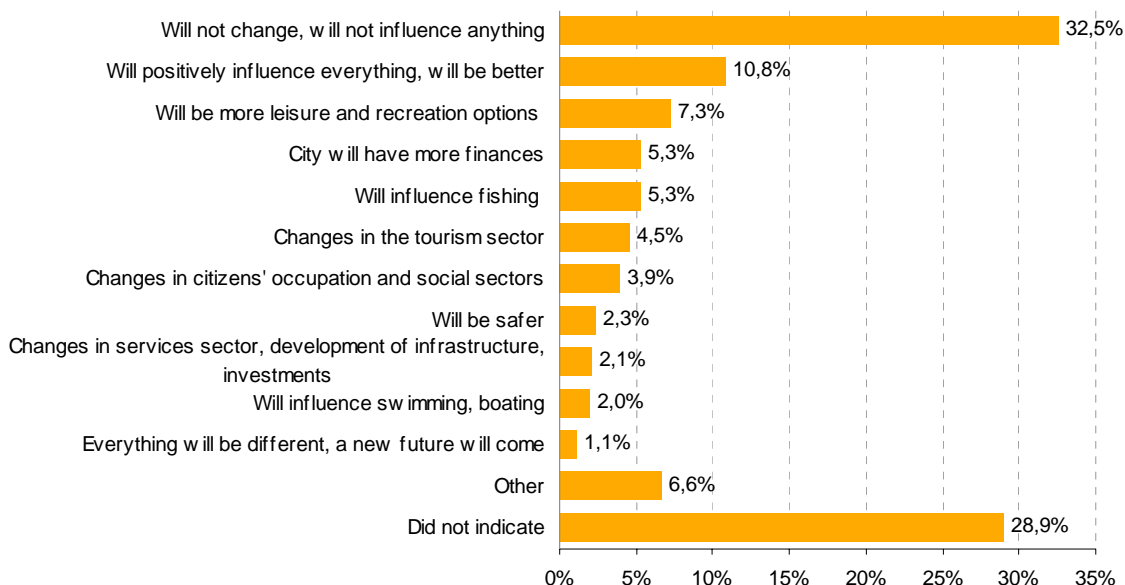 Will not change, will not influence anything
32,5%
Will positively influence everything, will be better
10,8%
Will be more leisure and recreation options
7,3%
City will have more finances
5,3%
Will influence fishing
5,3%
Changes in the tourism sector
4,5%
Changes in citizens' occupation and social sectors
3,9%
Will be safer
2,3%
Changes in services sector, development of infrastructure,
investments
2,1%
Will influence swimming, boating
2,0%
Everything will be different, a new future will come
1,1%
Other
6,6%
Did not indicate
28,9%
0% 5% 10% 15% 20% 25% 30% 35%